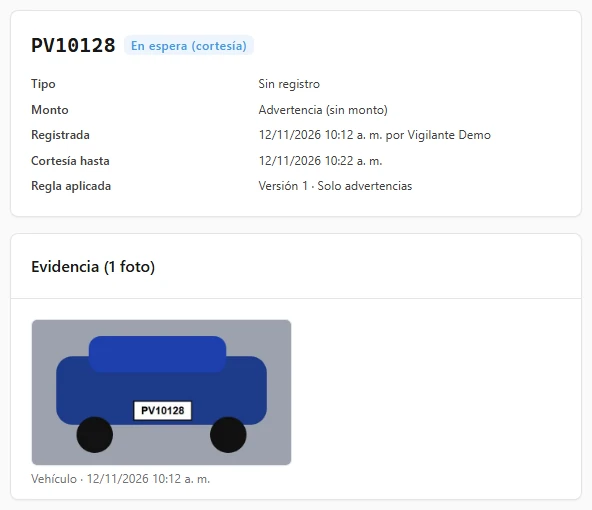 PV10128 En espera (cortesía)
Tipo Sin registro
Monto Advertencia (sin monto)
Registrada 12/11/2026 10:12 a. m. por Vigilante Demo
Cortesía hasta 12/11/2026 10:22 a. m.
Regla aplicada Versión 1 · Solo advertencias
Evidencia (1 foto)
PV10128
Vehículo · 12/11/2026 10:12 a. m.